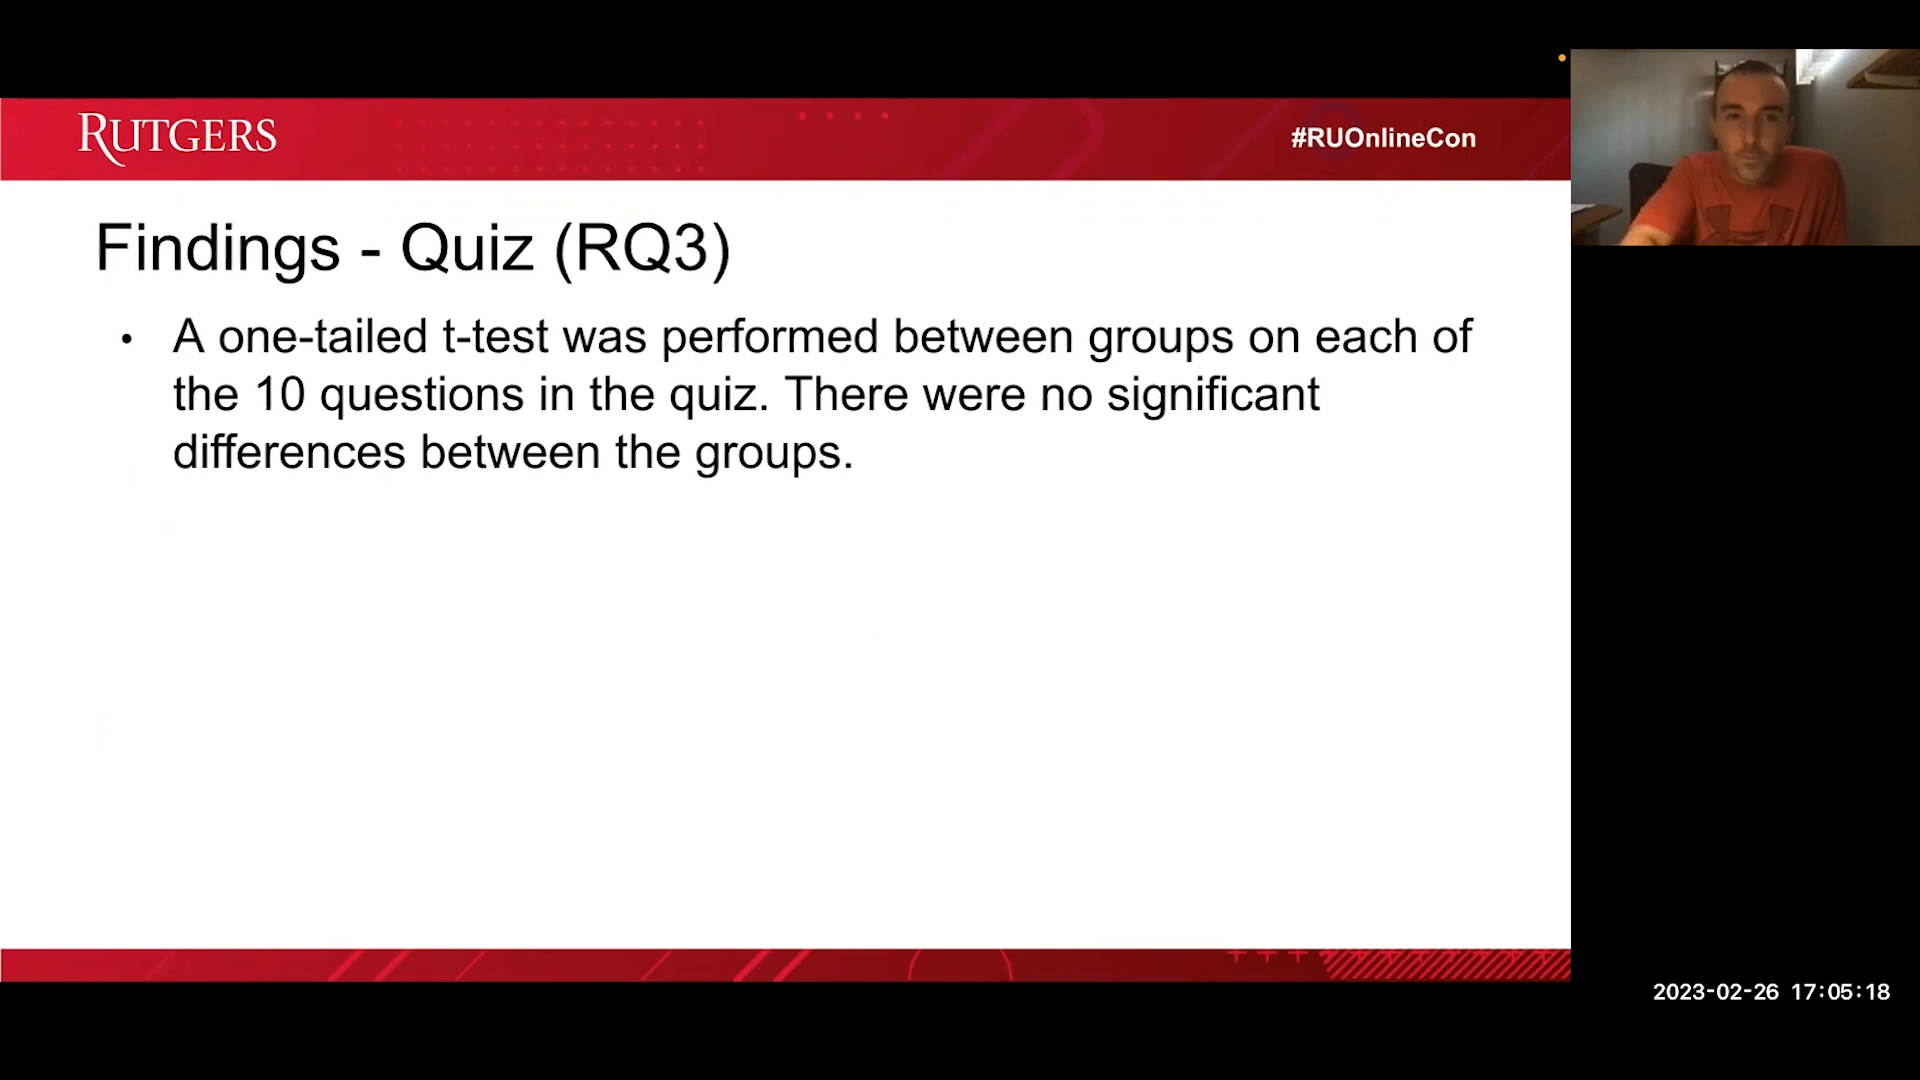 RUTGERS
#RUOnlineCon
Findings - Quiz (RQ3)
• A one-tailed t-test was performed between groups on each of
the 10 questions in the quiz. There were no significant
differences between the groups.
2023-02-26 17:05:18